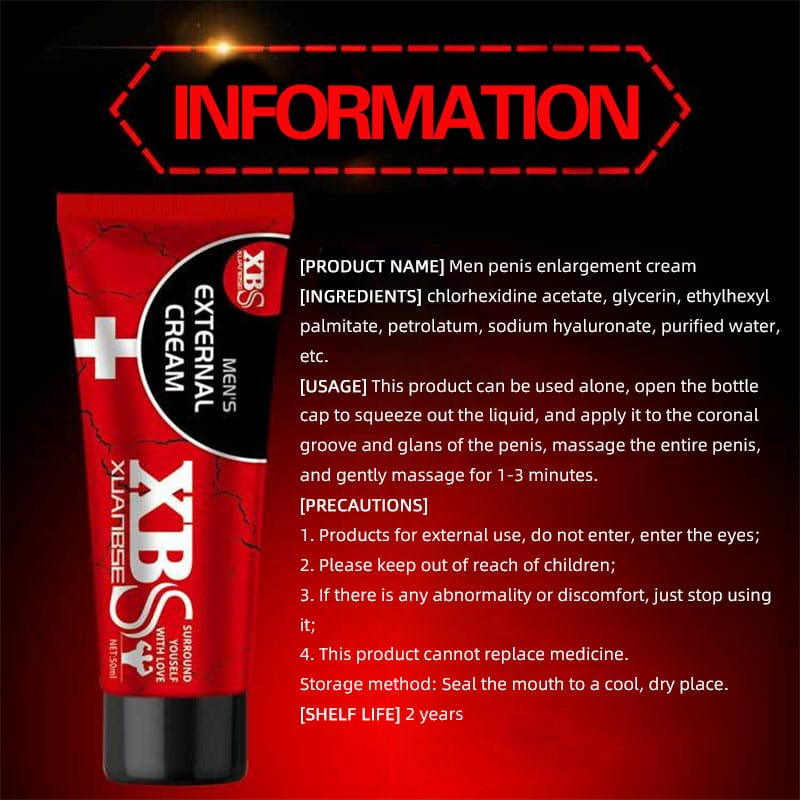 INFORMATION
XBS
XUANBSE
MEN'S
EXTERNAL
CREAM
XBS
XUANBSE
SURROUND
YOUSELF
WITH LOVE
NET:50ml
[PRODUCT NAME] Men penis enlargement cream
[INGREDIENTS] chlorhexidine acetate, glycerin, ethylhexyl
palmitate, petrolatum, sodium hyaluronate, purified water,
etc.
[USAGE] This product can be used alone, open the bottle
cap to squeeze out the liquid, and apply it to the coronal
groove and glans of the penis, massage the entire penis,
and gently massage for 1-3 minutes.
[PRECAUTIONS]
1. Products for external use, do not enter, enter the eyes;
2. Please keep out of reach of children;
3. If there is any abnormality or discomfort, just stop using
it;
4. This product cannot replace medicine.
Storage method: Seal the mouth to a cool, dry place.
[SHELF LIFE] 2 years